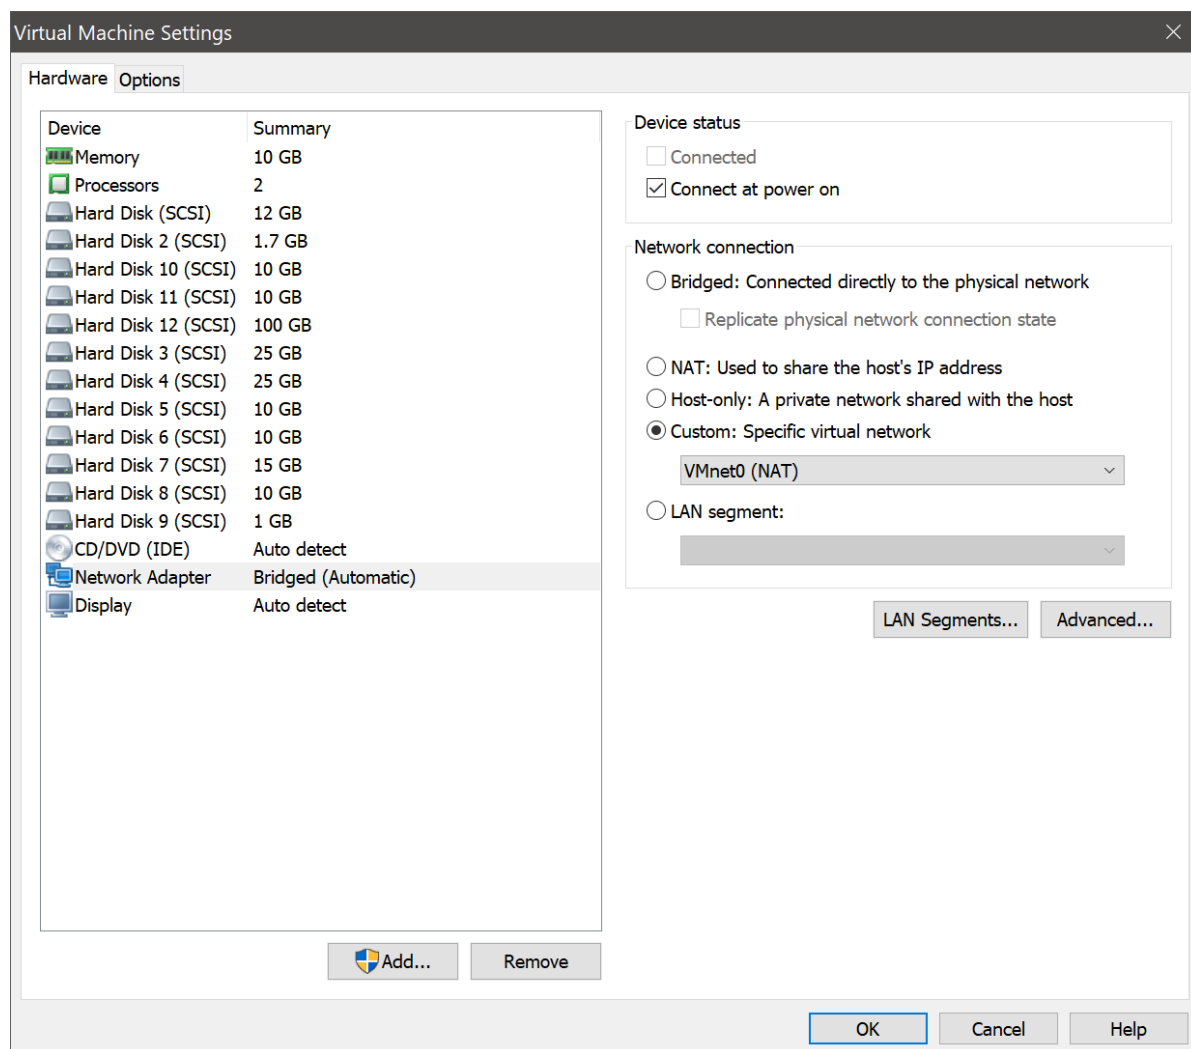 Virtual Machine Settings
Hardware Options
Device Summary
Memory 10 GB
Processors 2
Hard Disk (SCSI) 12 GB
Hard Disk 2 (SCSI) 1.7 GB
Hard Disk 10 (SCSI) 10 GB
Hard Disk 11 (SCSI) 10 GB
Hard Disk 12 (SCSI) 100 GB
Hard Disk 3 (SCSI) 25 GB
Hard Disk 4 (SCSI) 25 GB
Hard Disk 5 (SCSI) 10 GB
Hard Disk 6 (SCSI) 10 GB
Hard Disk 7 (SCSI) 15 GB
Hard Disk 8 (SCSI) 10 GB
Hard Disk 9 (SCSI) 1 GB
CD/DVD (IDE) Auto detect
Network Adapter Bridged (Automatic)
Display Auto detect
Add... Remove
Device status
Connected
Connect at power on
Network connection
Bridged: Connected directly to the physical network
Replicate physical network connection state
NAT: Used to share the host's IP address
Host-only: A private network shared with the host
Custom: Specific virtual network
VMnet0 (NAT)
LAN segment:
LAN Segments... Advanced...
OK Cancel Help